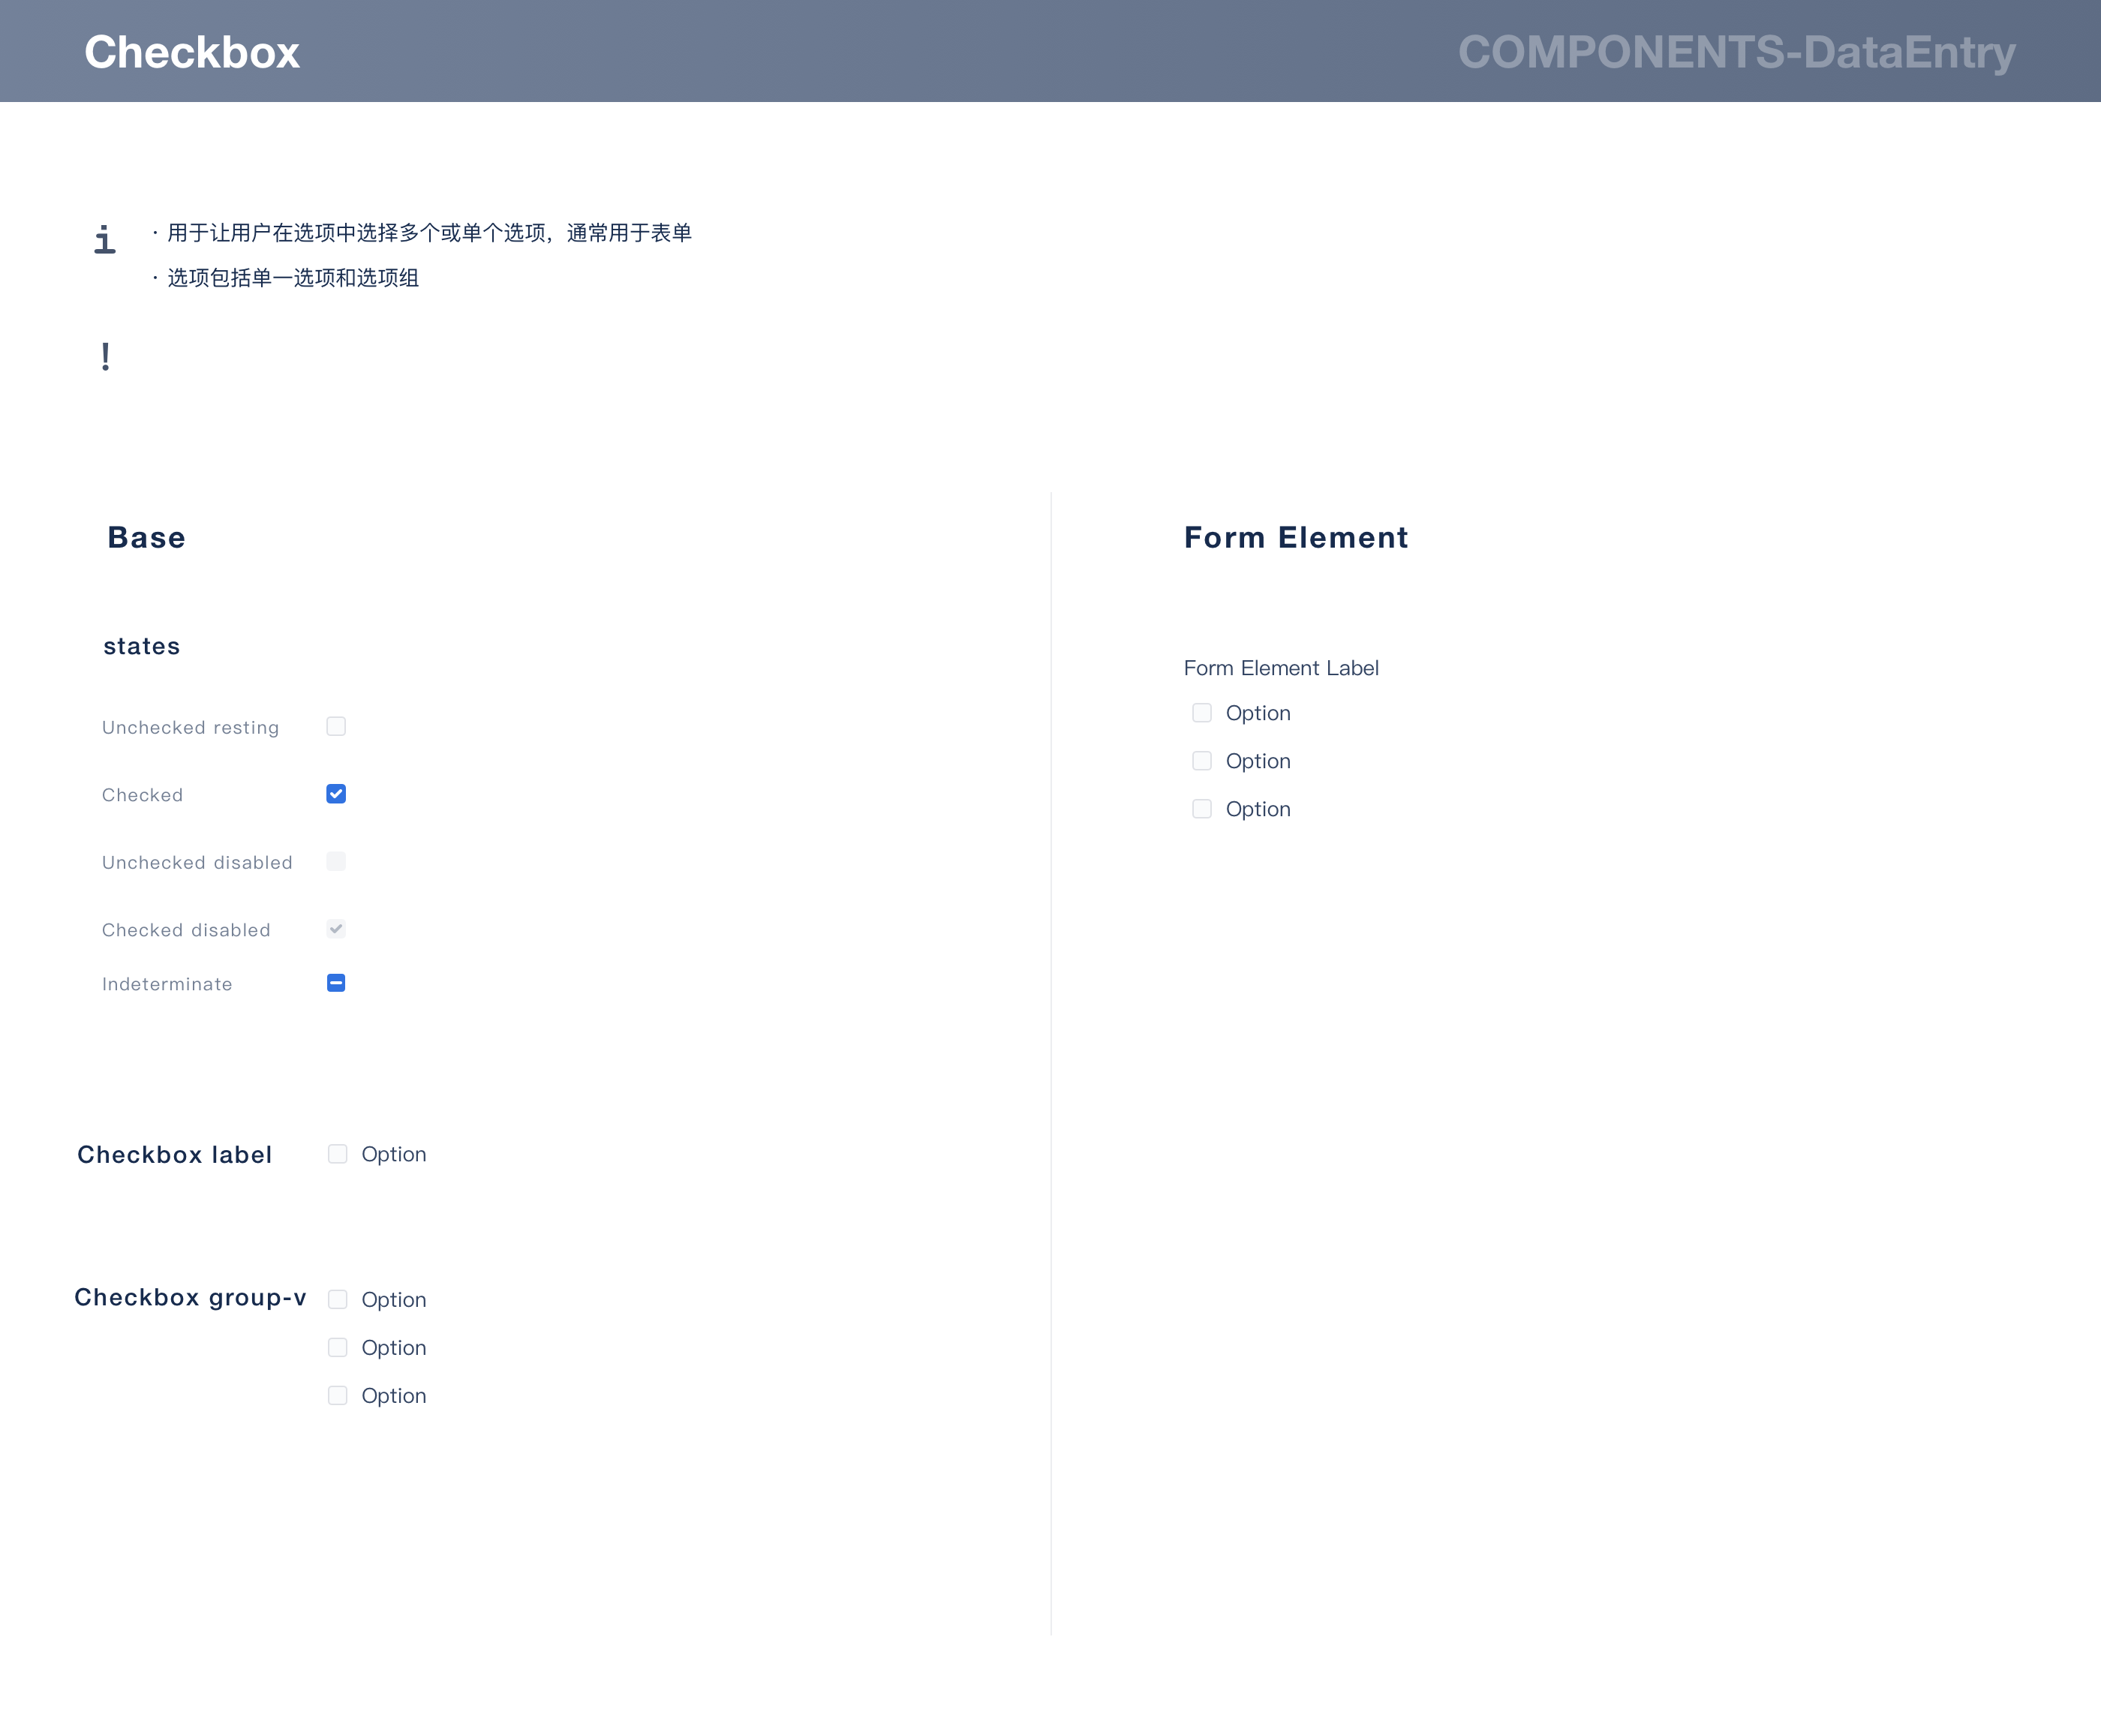 Checkbox
COMPONENTS-DataEntry
i
· 用于让用户在选项中选择多个或单个选项，通常用于表单
· 选项包括单一选项和选项组
!
Base
states
Unchecked resting
Checked
Unchecked disabled
Checked disabled
Indeterminate
Checkbox label
Option
Checkbox group-v
Option
Option
Option
Form Element
Form Element Label
Option
Option
Option